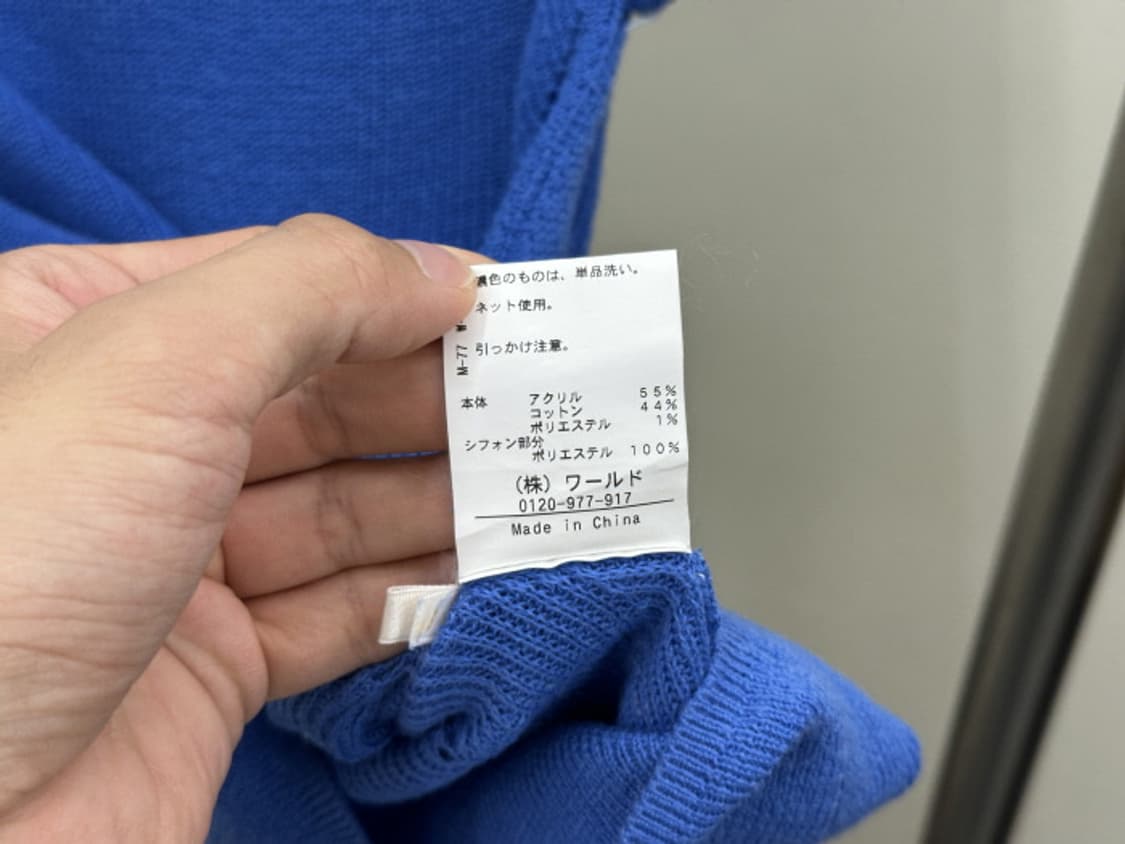 濃色のものは、単品洗い。
ネット使用。
引っかけ注意。
M-77
本体 アクリル 55%
コットン 44%
ポリエステル 1%
シフォン部分
ポリエステル 100%
(株) ワールド
0120-977-917
Made in China